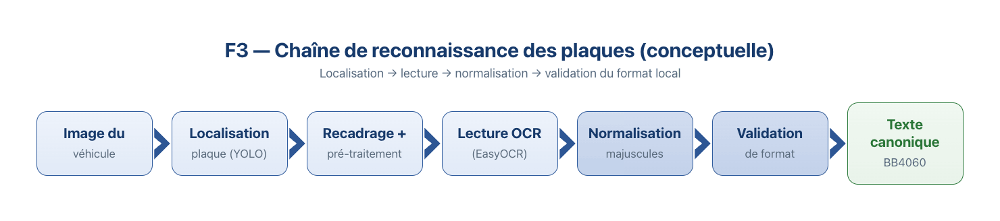 F3 — Chaîne de reconnaissance des plaques (conceptuelle)
Localisation → lecture → normalisation → validation du format local
Image du
véhicule
Localisation
plaque (YOLO)
Recadrage +
pré-traitement
Lecture OCR
(EasyOCR)
Normalisation
majuscules
Validation
de format
Texte
canonique
BB4060